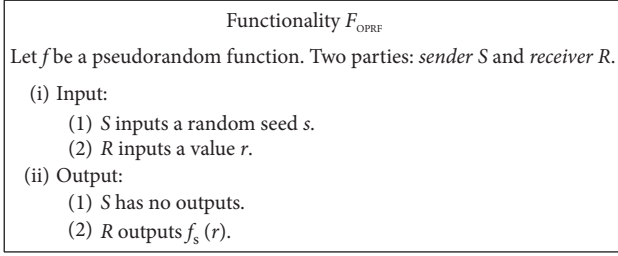 Functionality F_OPRF
Let f be a pseudorandom function. Two parties: sender S and receiver R.
(i) Input:
(1) S inputs a random seed s.
(2) R inputs a value r.
(ii) Output:
(1) S has no outputs.
(2) R outputs f_s (r).